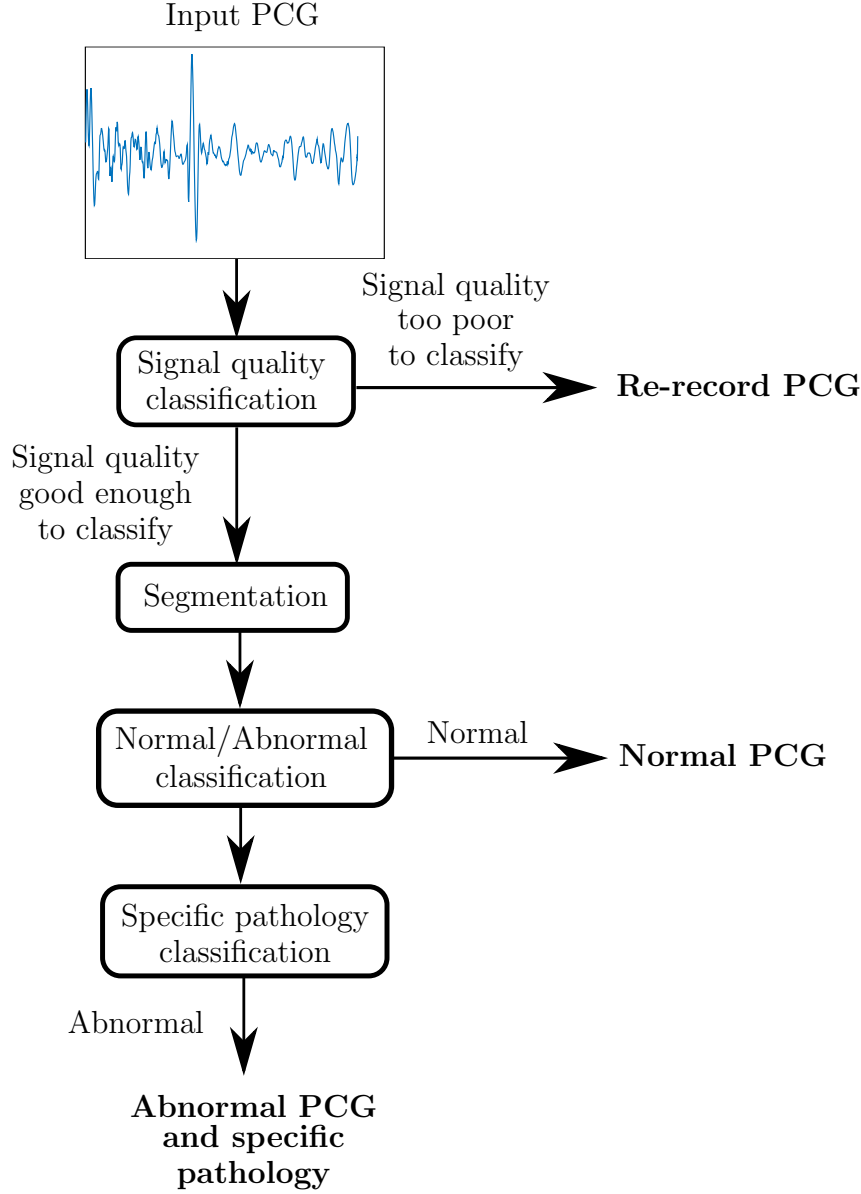 Input PCG
Signal quality
too poor
to classify
Signal quality
classification
Re-record PCG
Signal quality
good enough
to classify
Segmentation
Normal/Abnormal
classification
Normal
Normal PCG
Specific pathology
classification
Abnormal
Abnormal PCG
and specific
pathology